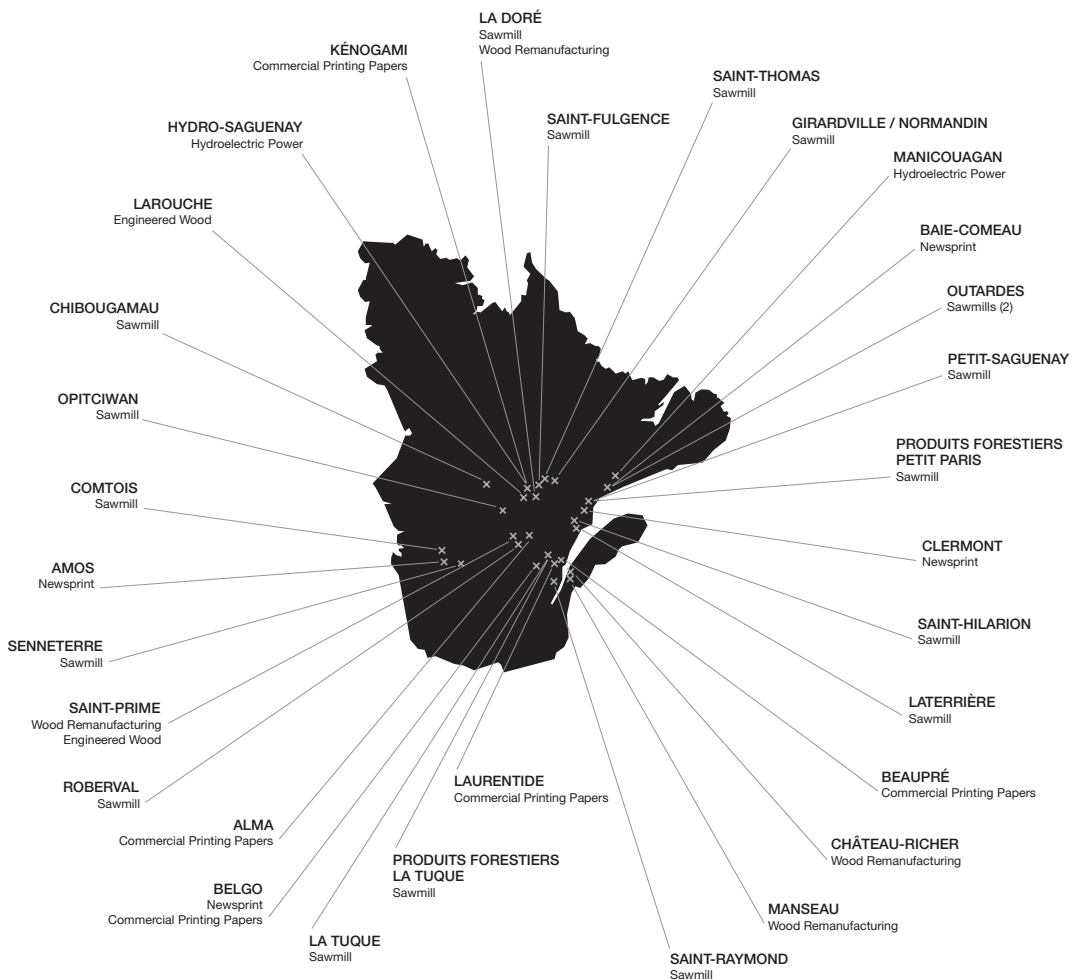 LA DORÉ
Sawmill
Wood Remanufacturing
KÉNOGAMI
Commercial Printing Papers
SAINT-THOMAS
Sawmill
SAINT-FULGENCE
Sawmill
GIRARDVILLE / NORMANDIN
Sawmill
HYDRO-SAGUENAY
Hydroelectric Power
MANICOUAGAN
Hydroelectric Power
LAROUCHE
Engineered Wood
BAIE-COMEAU
Newsprint
OUTARDES
Sawmills (2)
CHIBOUGAMAU
Sawmill
PETIT-SAGUENAY
Sawmill
OPITCIWAN
Sawmill
PRODUITS FORESTIERS
PETIT PARIS
Sawmill
COMTOIS
Sawmill
CLERMONT
Newsprint
AMOS
Newsprint
SAINT-HILARION
Sawmill
SENNETERRE
Sawmill
LATERRIÈRE
Sawmill
SAINT-PRIME
Wood Remanufacturing
Engineered Wood
ROBERVAL
Sawmill
LAURENTIDE
Commercial Printing Papers
BEAUPRÉ
Commercial Printing Papers
ALMA
Commercial Printing Papers
CHÂTEAU-RICHER
Wood Remanufacturing
PRODUITS FORESTIERS
LA TUQUE
Sawmill
BELGO
Newsprint
Commercial Printing Papers
MANSEAU
Wood Remanufacturing
LA TUQUE
Sawmill
SAINT-RAYMOND
Sawmill